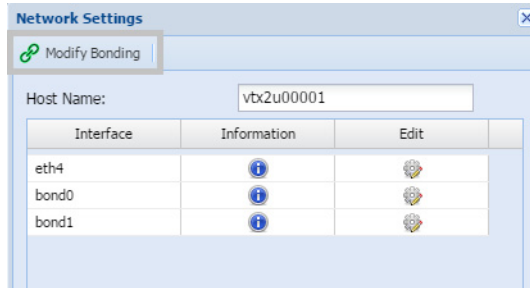 Network Settings
Modify Bonding
Host Name: vtx2u00001
Interface Information Edit
eth4
bond0
bond1